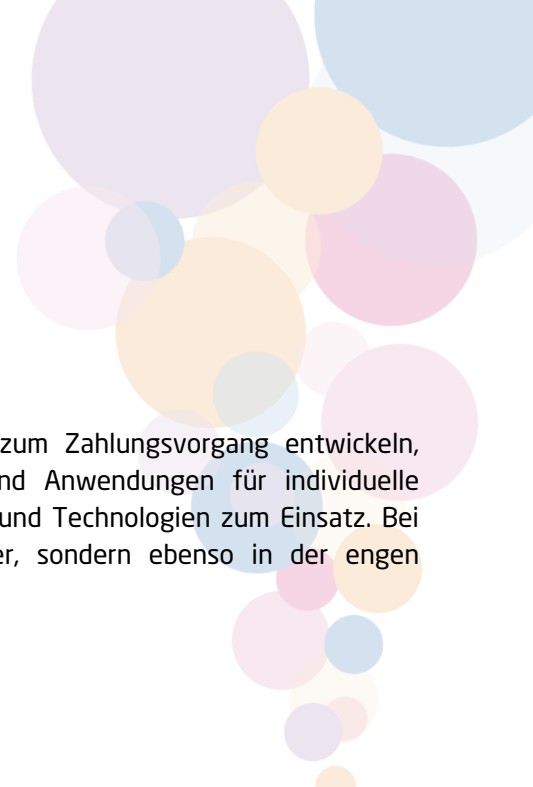 zum Zahlungsvorgang entwickeln,
nd Anwendungen für individuelle
und Technologien zum Einsatz. Bei
er, sondern ebenso in der engen